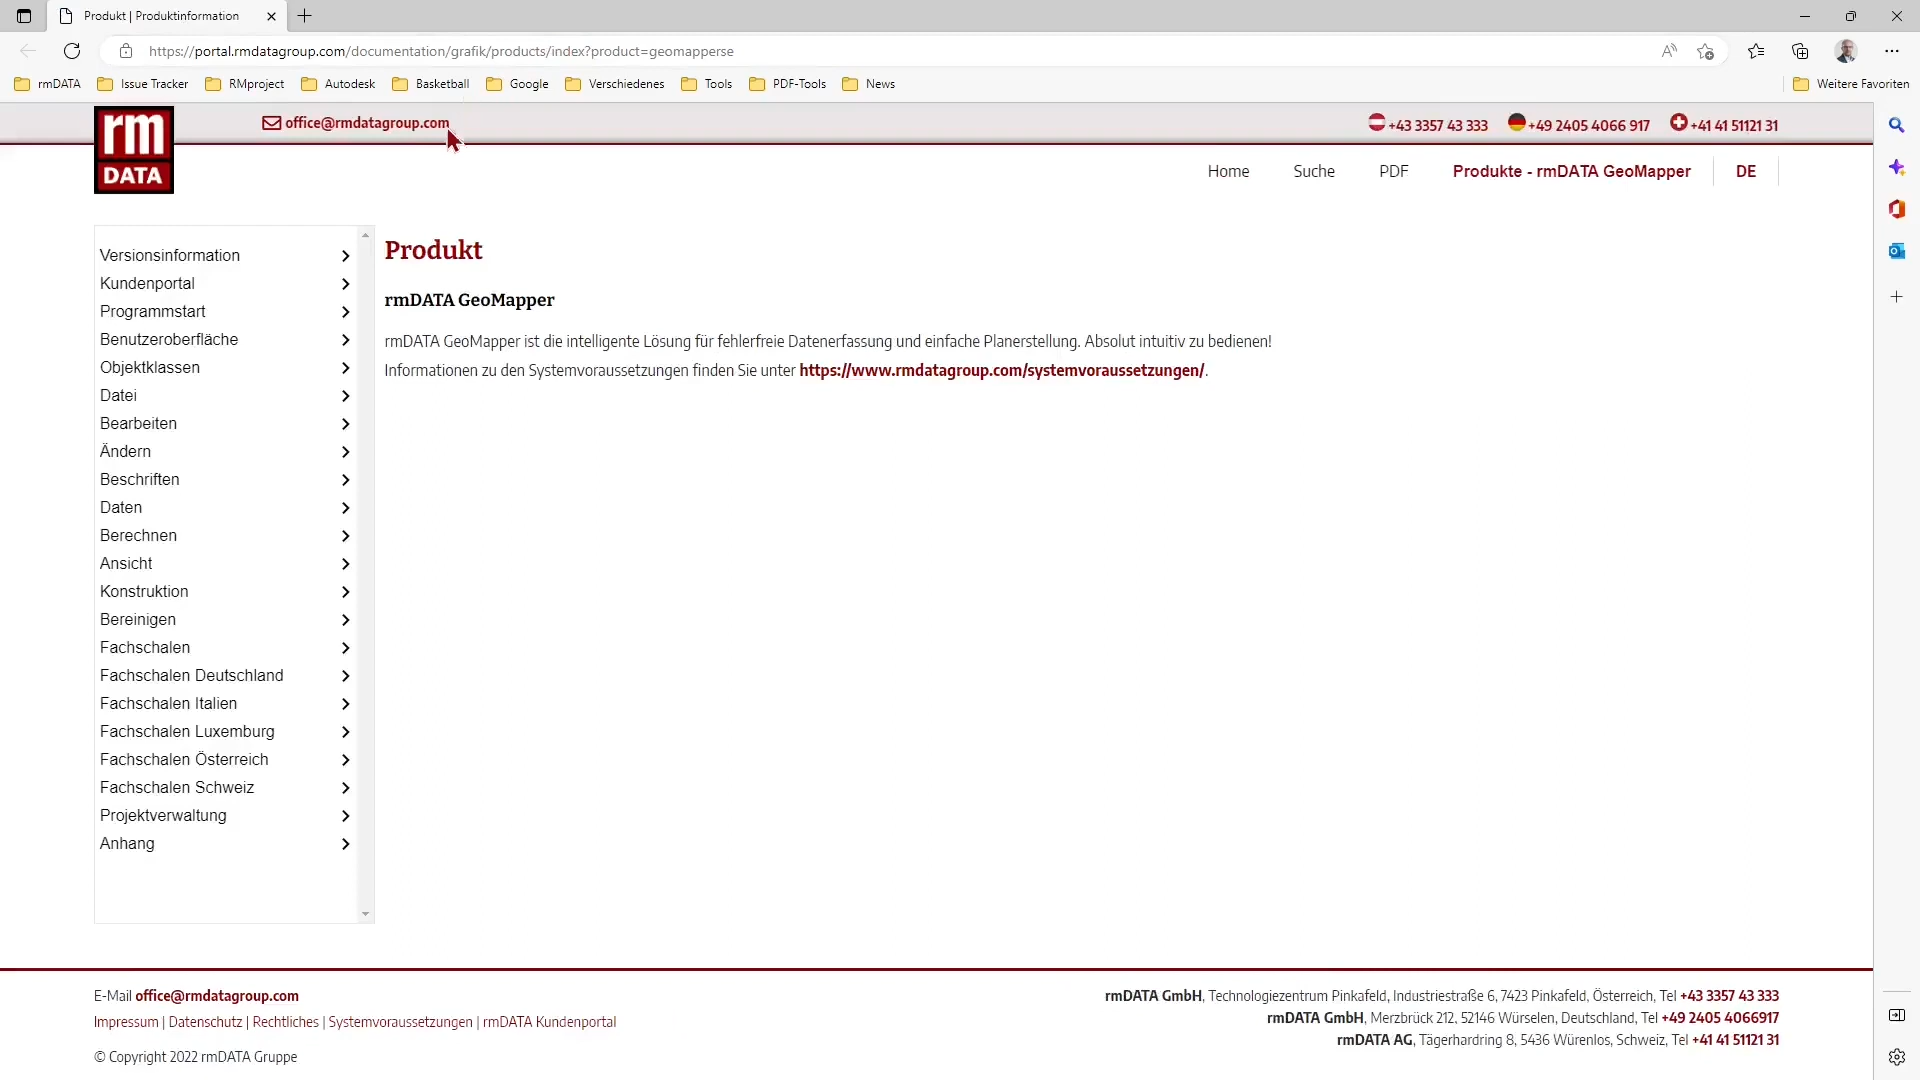 Produkt | Produktinformation
https://portal.rmdatagroup.com/documentation/grafik/products/index?product=geomapperse
rmDATA
Issue Tracker
RMproject
Autodesk
Basketball
Google
Verschiedenes
Tools
PDF-Tools
News
Weitere Favoriten
rm
DATA
office@rmdatagroup.com
+43 3357 43 333
+49 2405 4066 917
+41 41 51121 31
Home
Suche
PDF
Produkte - rmDATA GeoMapper
DE
Versionsinformation
Kundenportal
Programmstart
Benutzeroberfläche
Objektklassen
Datei
Bearbeiten
Ändern
Beschriften
Daten
Berechnen
Ansicht
Konstruktion
Bereinigen
Fachschalen
Fachschalen Deutschland
Fachschalen Italien
Fachschalen Luxemburg
Fachschalen Österreich
Fachschalen Schweiz
Projektverwaltung
Anhang
Produkt
rmDATA GeoMapper
rmDATA GeoMapper ist die intelligente Lösung für fehlerfreie Datenerfassung und einfache Planerstellung. Absolut intuitiv zu bedienen!
Informationen zu den Systemvoraussetzungen finden Sie unter https://www.rmdatagroup.com/systemvoraussetzungen/.
E-Mail office@rmdatagroup.com
Impressum | Datenschutz | Rechtliches | Systemvoraussetzungen | rmDATA Kundenportal
© Copyright 2022 rmDATA Gruppe
rmDATA GmbH, Technologiezentrum Pinkafeld, Industriestraße 6, 7423 Pinkafeld, Österreich, Tel +43 3357 43 333
rmDATA GmbH, Merzbrück 212, 52146 Würselen, Deutschland, Tel +49 2405 4066917
rmDATA AG, Tägerhardring 8, 5436 Würenlos, Schweiz, Tel +41 41 51121 31